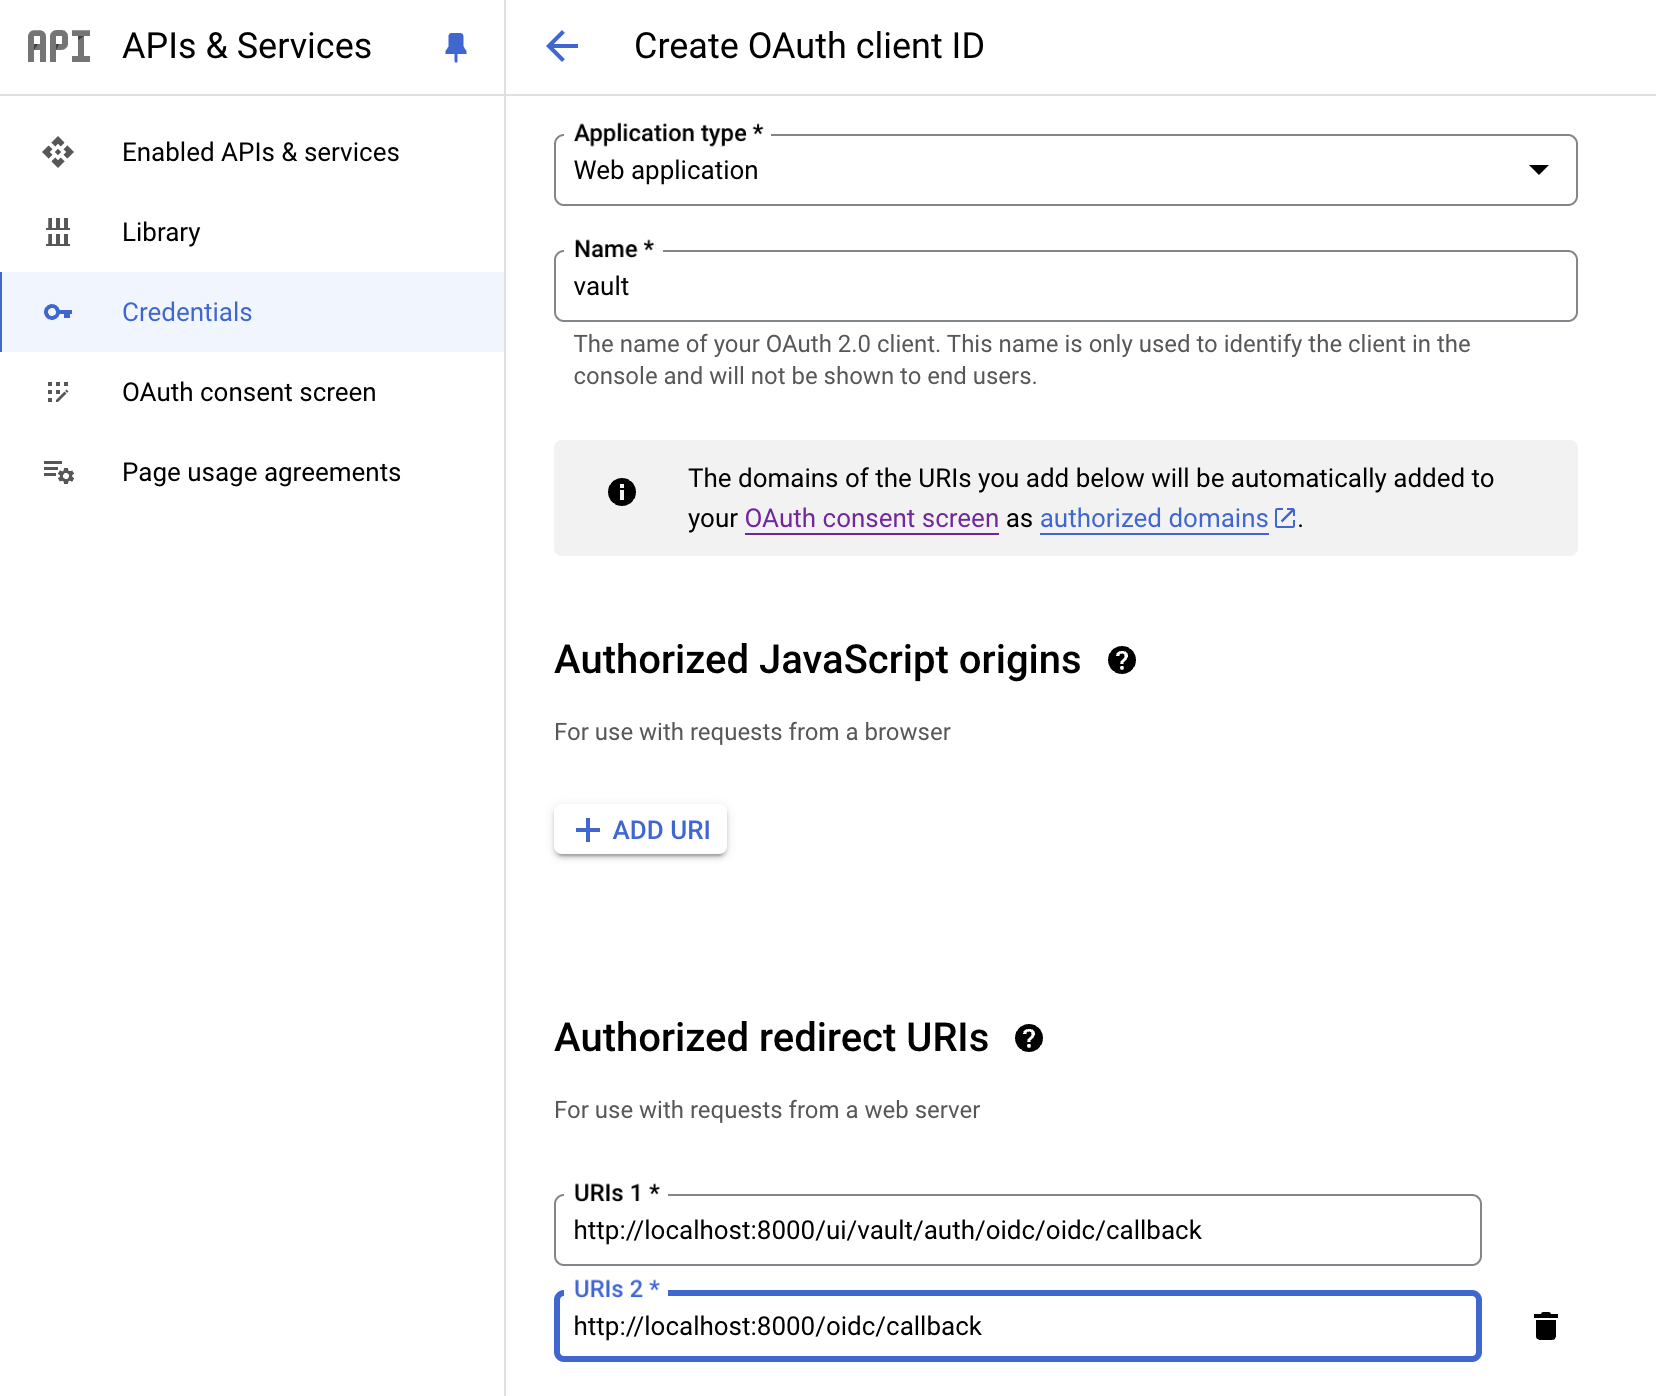 API APIs & Services
Create OAuth client ID
Enabled APIs & services
Library
Credentials
OAuth consent screen
Page usage agreements
Application type *
Web application
Name *
vault
The name of your OAuth 2.0 client. This name is only used to identify the client in the
console and will not be shown to end users.
The domains of the URIs you add below will be automatically added to
your OAuth consent screen as authorized domains.
Authorized JavaScript origins
For use with requests from a browser
ADD URI
Authorized redirect URIs
For use with requests from a web server
URIs 1 *
http://localhost:8000/ui/vault/auth/oidc/oidc/callback
URIs 2 *
http://localhost:8000/oidc/callback